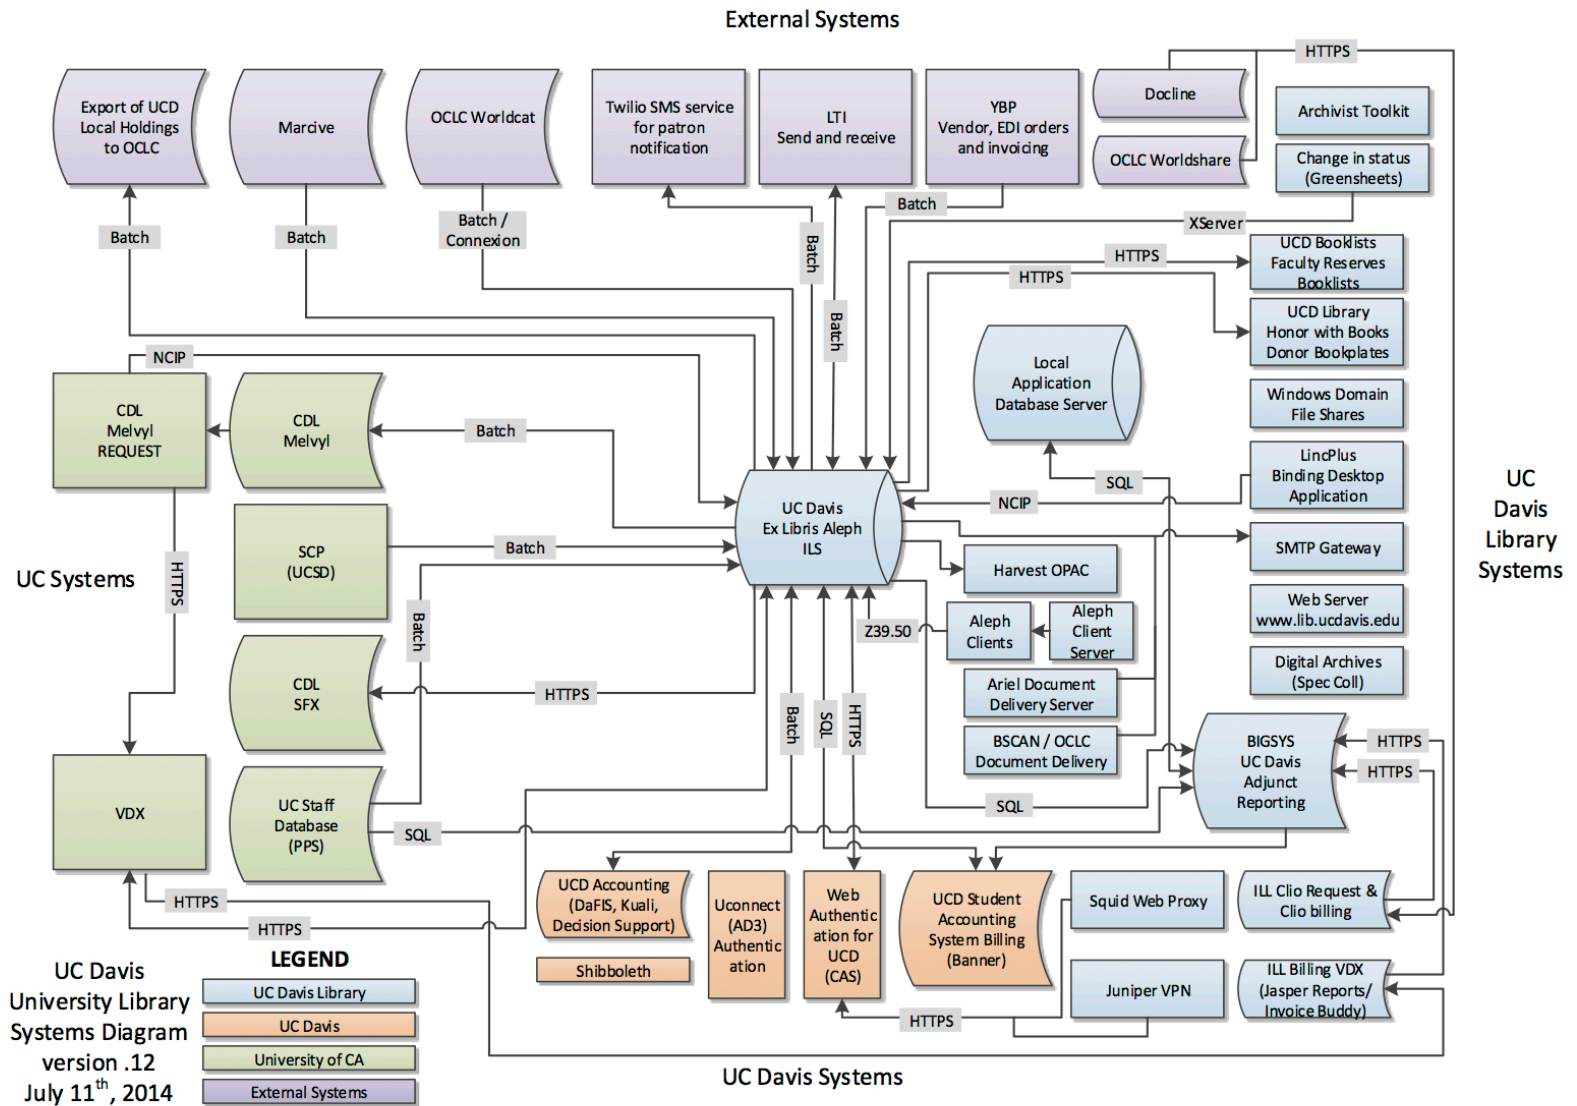 External Systems
HTTPS
Export of UCD
Local Holdings
to OCLC
Marcive
OCLC Worldcat
Twilio SMS service
for patron
notification
LTI
Send and receive
YBP
Vendor, EDI orders
and invoicing
Docline
OCLC Worldshare
Archivist Toolkit
Change in status
(Greensheets)
Batch
Batch
Batch /
Connexion
Batch
Batch
Batch
XServer
HTTPS
HTTPS
UCD Booklists
Faculty Reserves
Booklists
UCD Library
Honor with Books
Donor Bookplates
Windows Domain
File Shares
LincPlus
Binding Desktop
Application
SMTP Gateway
Web Server
www.lib.ucdavis.edu
Digital Archives
(Spec Coll)
UC
Davis
Library
Systems
NCIP
CDL
Melvyl
REQUEST
CDL
Melvyl
Batch
Local
Application
Database Server
SQL
NCIP
UC Davis
Ex Libris Aleph
ILS
SCP
(UCSD)
Batch
UC Systems
HTTPS
Batch
Harvest OPAC
Z39.50
Aleph
Clients
Aleph
Client
Server
Ariel Document
Delivery Server
BSCAN / OCLC
Document Delivery
CDL
SFX
HTTPS
Batch
SQL
HTTPS
BIGSYS
UC Davis
Adjunct
Reporting
HTTPS
HTTPS
VDX
UC Staff
Database
(PPS)
SQL
SQL
HTTPS
HTTPS
UCD Accounting
(DaFIS, Kuali,
Decision Support)
Shibboleth
Uconnect
(AD3)
Authentic
ation
Web
Authentic
ation for
UCD
(CAS)
UCD Student
Accounting
System Billing
(Banner)
Squid Web Proxy
Juniper VPN
HTTPS
ILL Clio Request &
Clio billing
ILL Billing VDX
(Jasper Reports/
Invoice Buddy)
UC Davis
University Library
Systems Diagram
version .12
July 11th, 2014
LEGEND
UC Davis Library
UC Davis
University of CA
External Systems
UC Davis Systems